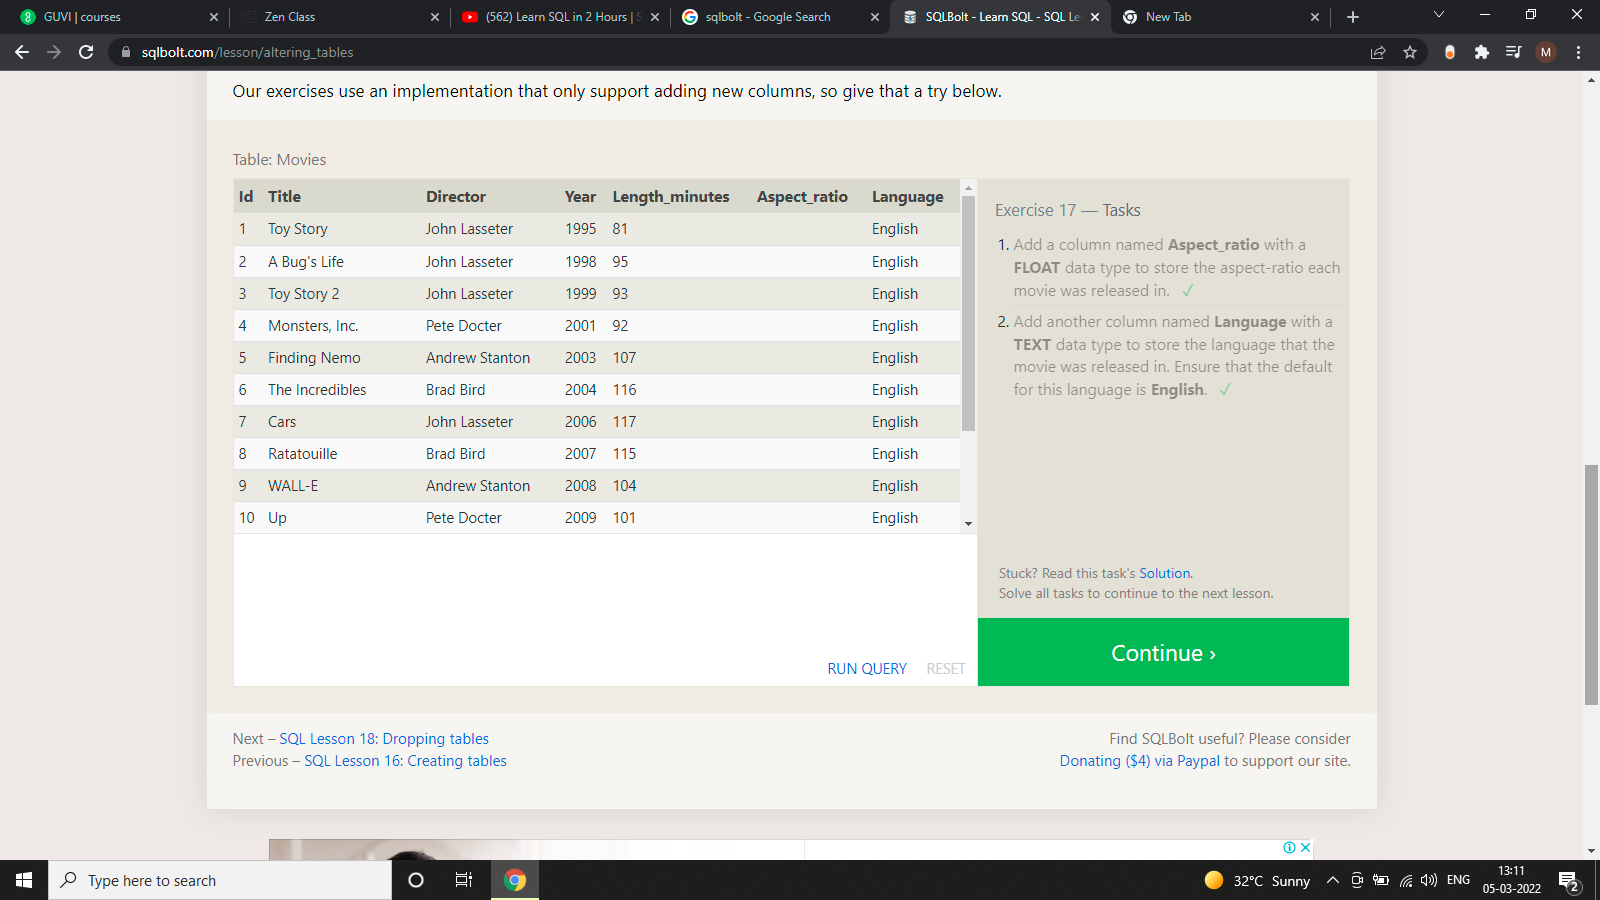 GUVI | courses
Zen Class
(562) Learn SQL in 2 Hours | S
sqlbolt - Google Search
SQLBolt - Learn SQL - SQL Le
New Tab
sqlbolt.com/lesson/altering_tables
M
Our exercises use an implementation that only support adding new columns, so give that a try below.
Table: Movies
Id Title Director Year Length_minutes Aspect_ratio Language
1 Toy Story John Lasseter 1995 81 English
2 A Bug's Life John Lasseter 1998 95 English
3 Toy Story 2 John Lasseter 1999 93 English
4 Monsters, Inc. Pete Docter 2001 92 English
5 Finding Nemo Andrew Stanton 2003 107 English
6 The Incredibles Brad Bird 2004 116 English
7 Cars John Lasseter 2006 117 English
8 Ratatouille Brad Bird 2007 115 English
9 WALL-E Andrew Stanton 2008 104 English
10 Up Pete Docter 2009 101 English
RUN QUERY RESET
Exercise 17 — Tasks
1. Add a column named Aspect_ratio with a
FLOAT data type to store the aspect-ratio each
movie was released in. ✓
2. Add another column named Language with a
TEXT data type to store the language that the
movie was released in. Ensure that the default
for this language is English. ✓
Stuck? Read this task's Solution.
Solve all tasks to continue to the next lesson.
Continue ›
Next – SQL Lesson 18: Dropping tables
Previous – SQL Lesson 16: Creating tables
Find SQLBolt useful? Please consider
Donating ($4) via Paypal to support our site.
Type here to search
32°C Sunny
ENG
13:11
05-03-2022
2